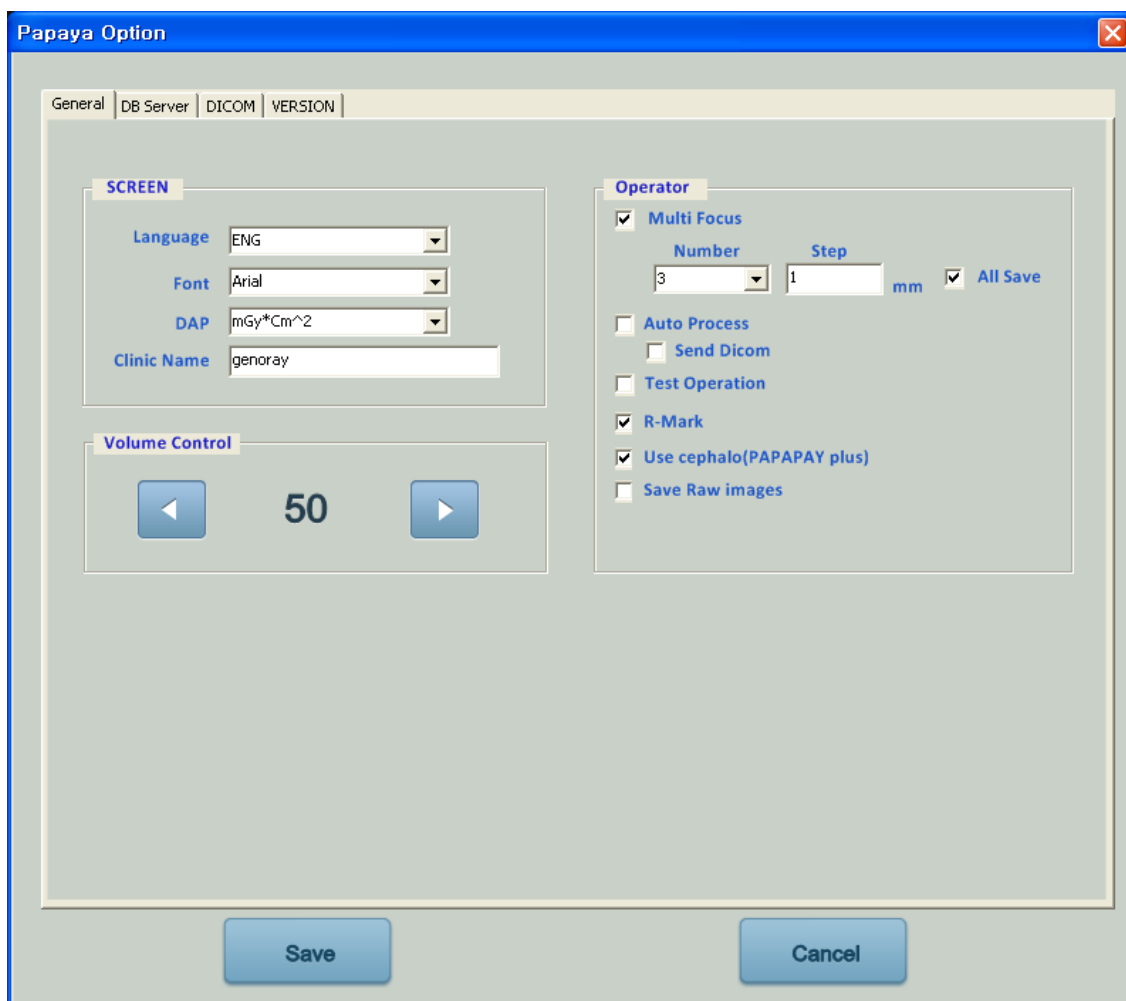 Papaya Option
General DB Server DICOM VERSION
SCREEN
Language ENG
Font Arial
DAP mGy*Cm^2
Clinic Name genoray
Volume Control
50
Operator
Multi Focus
Number Step
3 1 mm All Save
Auto Process
Send Dicom
Test Operation
R-Mark
Use cephalo(PAPAPAY plus)
Save Raw images
Save Cancel